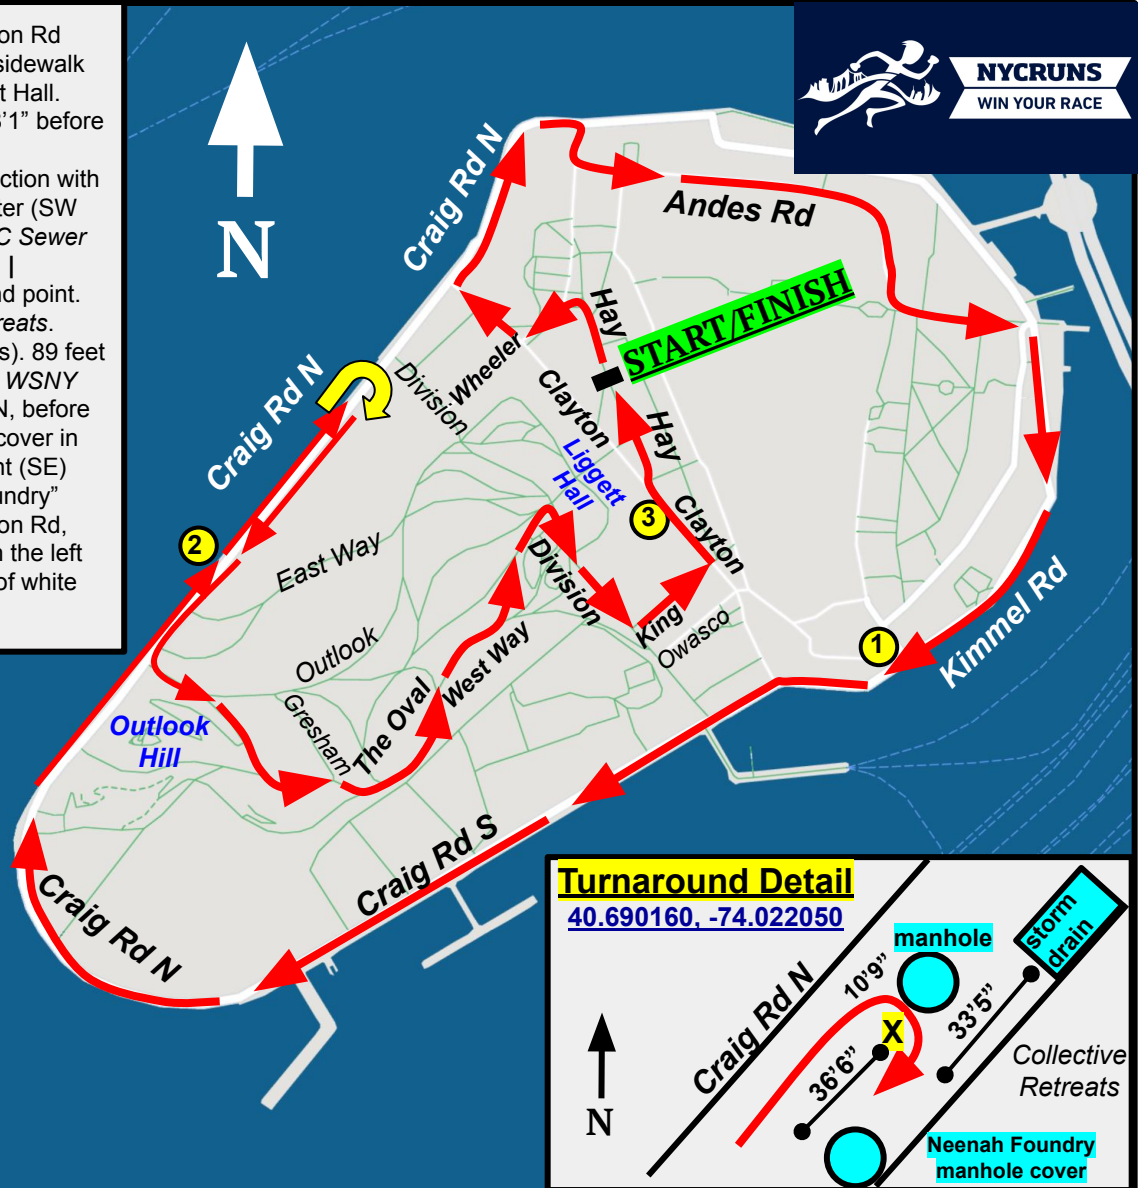 on Rd
sidewalk
t Hall.
3'1” before
ction with
ter (SW
C Sewer
|
nd point.
reats.
s). 89 feet
WSNY
N, before
cover in
nt (SE)
undry”
on Rd,
n the left
of white
NYCRUNS
WIN YOUR RACE
N
Craig Rd N
Andes Rd
Hay
START/FINISH
Wheeler
Division
Clayton
Hay
Craig Rd N
Liggett
Hall
3
Clayton
2
East Way
Division
King
Owasco
1
Kimmel Rd
Outlook
West Way
The Oval
Gresham
Outlook
Hill
Craig Rd S
Craig Rd N
Turnaround Detail
40.690160, -74.022050
manhole
storm
drain
10'9”
33'5”
X
36'6”
Craig Rd N
Collective
Retreats
N
Neenah Foundry
manhole cover